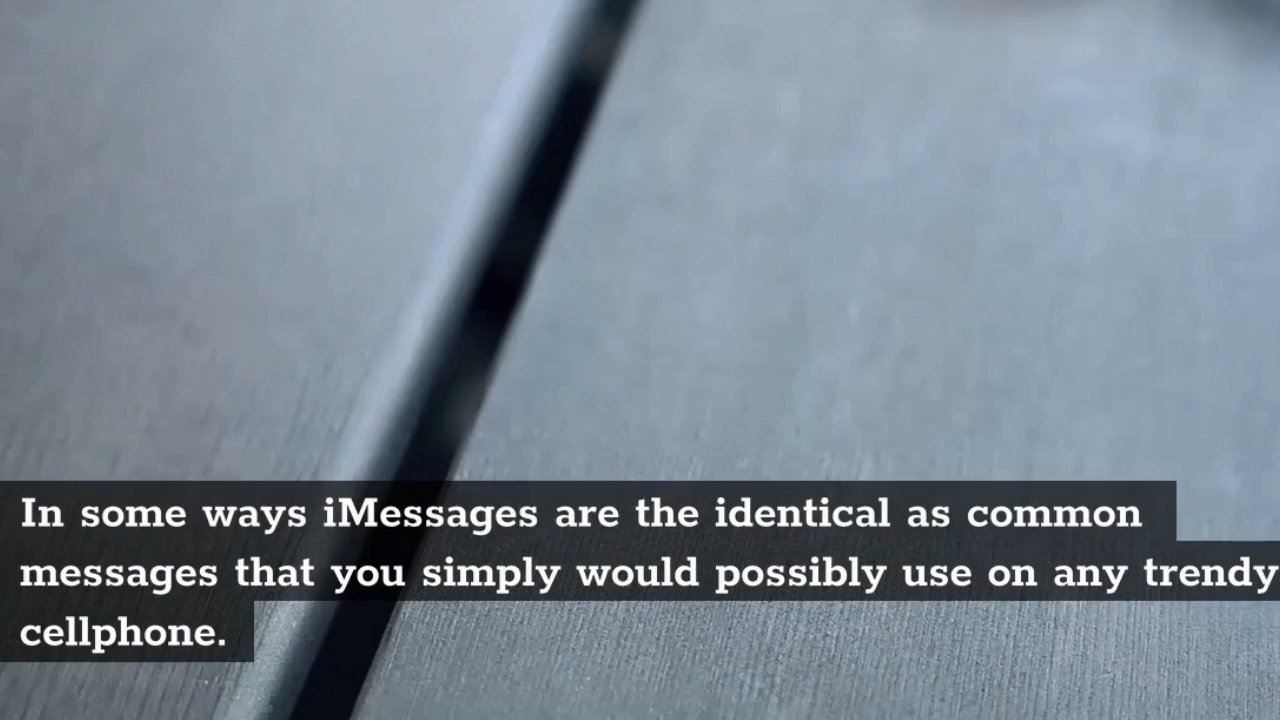 In some ways iMessages are the identical as common
messages that you simply would possibly use on any trendy
cellphone.